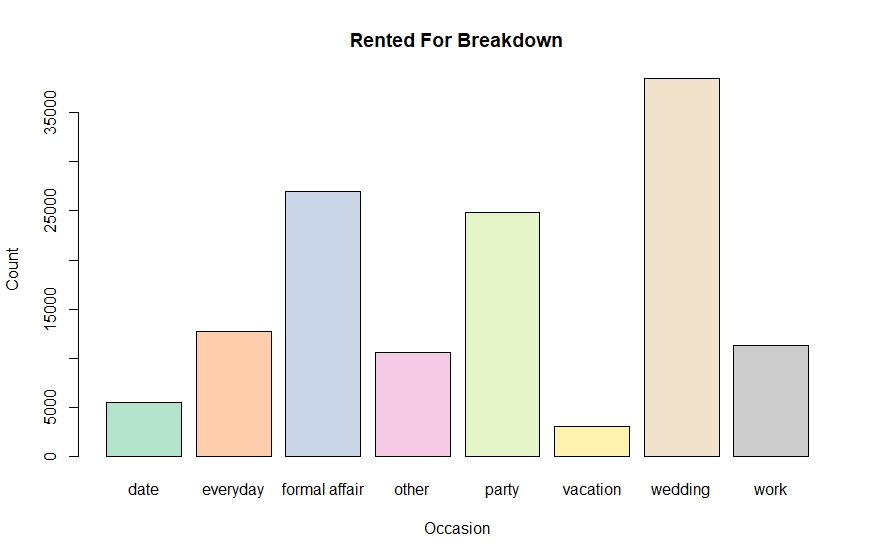 Rented For Breakdown
Count
35000
25000
15000
5000
0
date everyday formal affair other party vacation wedding work
Occasion